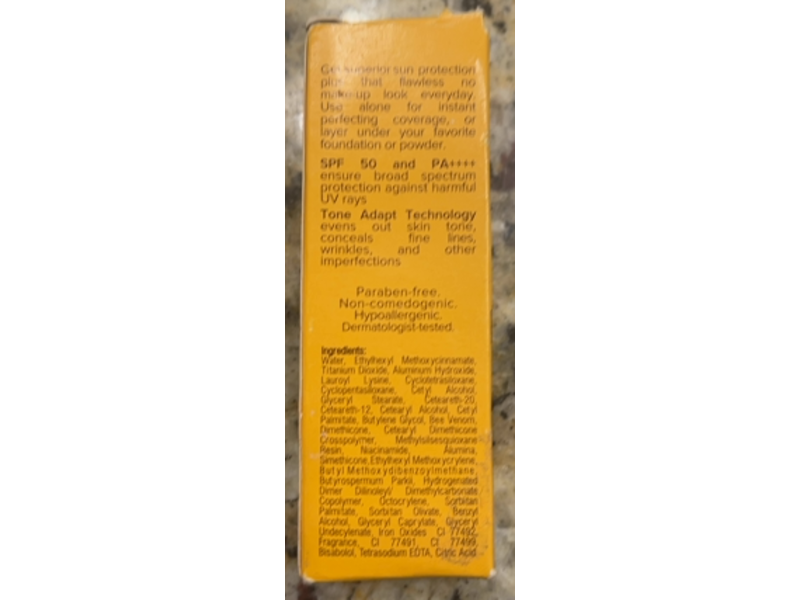 Get superior sun protection
plus that flawless no
make-up look everyday.
Use alone for instant
perfecting coverage, or
layer under your favorite
foundation or powder.
SPF 50 and PA++++
ensure broad spectrum
protection against harmful
UV rays
Tone Adapt Technology
evens out skin tone,
conceals fine lines,
wrinkles, and other
imperfections
Paraben-free.
Non-comedogenic.
Hypoallergenic.
Dermatologist-tested.
Ingredients:
Water, Ethylhexyl Methoxycinnamate,
Titanium Dioxide, Aluminum Hydroxide,
Lauroyl Lysine, Cyclotetrasiloxane,
Cyclopentasiloxane, Cetyl Alcohol,
Glyceryl Stearate, Ceteareth-20,
Ceteareth-12, Cetearyl Alcohol, Cetyl
Palmitate, Butylene Glycol, Bee Venom,
Dimethicone, Cetearyl Dimethicone
Crosspolymer, Methylsilsesquioxane
Resin, Niacinamide, Alumina,
Simethicone, Ethylhexyl Methoxycrylene,
Butyl Methoxydibenzoylmethane,
Butyrospermum Parkii, Hydrogenated
Dimer Dilinoleyl/ Dimethylcarbonate
Copolymer, Octocrylene, Sorbitan
Palmitate, Sorbitan Olivate, Benzyl
Alcohol, Glyceryl Caprylate, Glyceryl
Undecylenate, Iron Oxides CI 77492,
Fragrance, CI 77491, CI 77499,
Bisabolol, Tetrasodium EDTA, Citric Acid